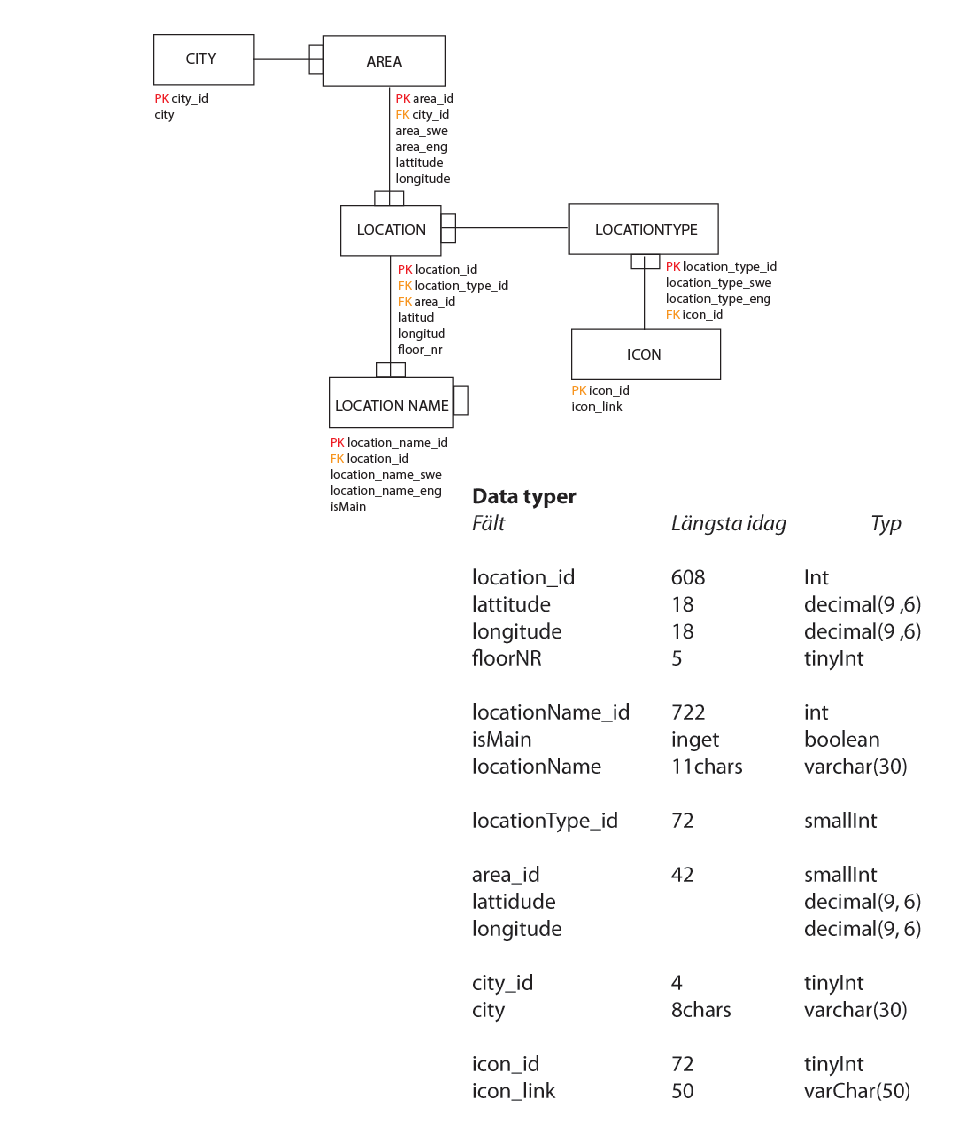 CITY
AREA
PK city_id
city
PK area_id
FK city_id
area_swe
area_eng
lattitude
longitude
LOCATION
LOCATIONTYPE
PK location_id
FK location_type_id
FK area_id
latitud
longitud
floor_nr
PK location_type_id
location_type_swe
location_type_eng
FK icon_id
ICON
PK icon_id
icon_link
LOCATION NAME
PK location_name_id
FK location_id
location_name_swe
location_name_eng
isMain
Data typer
Fält Längsta idag Typ
location_id 608 Int
lattitude 18 decimal(9 ,6)
longitude 18 decimal(9 ,6)
floorNR 5 tinyInt
locationName_id 722 int
isMain inget boolean
locationName 11chars varchar(30)
locationType_id 72 smallInt
area_id 42 smallInt
lattidude decimal(9, 6)
longitude decimal(9, 6)
city_id 4 tinyInt
city 8chars varchar(30)
icon_id 72 tinyInt
icon_link 50 varChar(50)